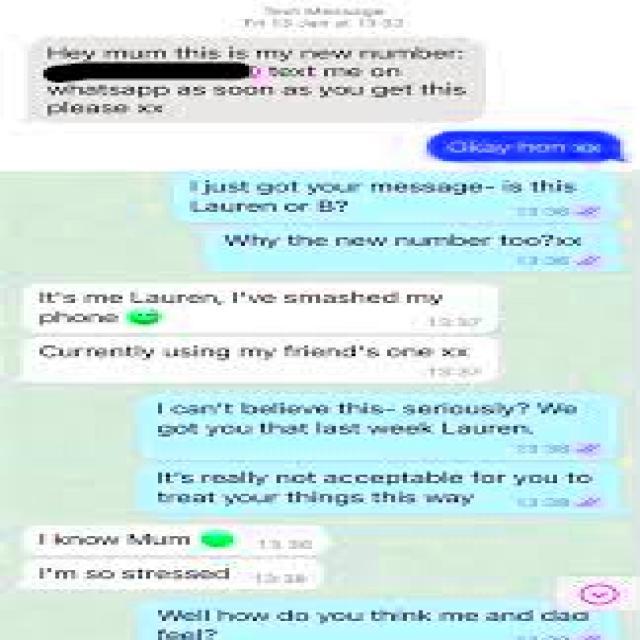 Text Message
Fri 13 Jan at 13:33
Hey mum this is my new number:
text me on
whatsapp as soon as you get this
please xx
Okay hon xx
I just got your message- is this
Lauren or B?
13:36
Why the new number too?xx
13:36
It's me Lauren, I've smashed my
phone
13:37
Currently using my friend's one xx
13:37
I can't believe this- seriously? We
got you that last week Lauren.
13:38
It's really not acceptable for you to
treat your things this way
13:38
I know Mum
I'm so stressed
Well how do you think me and dad
feel?